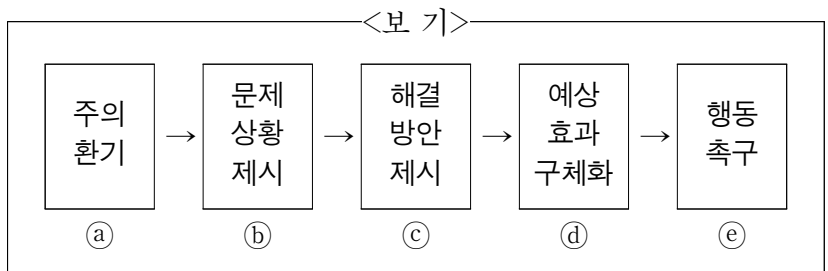 <보 기>
주의
환기
→
문제
상황
제시
→
해결
방안
제시
→
예상
효과
구체화
→
행동
촉구
ⓐ
ⓑ
ⓒ
ⓓ
ⓔ